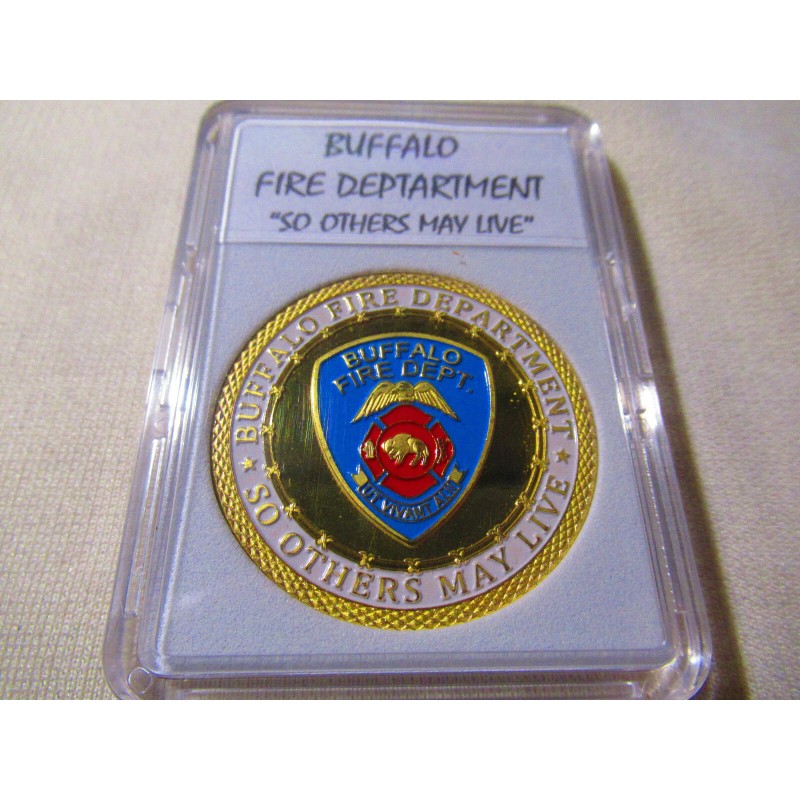 BUFFALO
FIRE DEPTARTMENT
"SO OTHERS MAY LIVE"
BUFFALO FIRE DEPARTMENT
BUFFALO
FIRE DEPT.
UT VIVANT ALII
★ SO OTHERS MAY LIVE ★